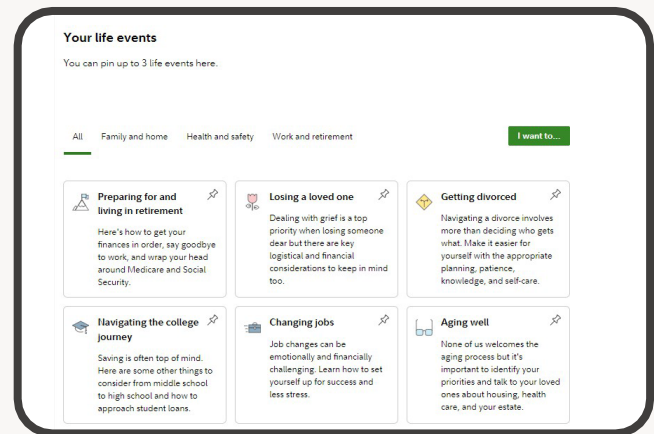 Your life events
You can pin up to 3 life events here.
All Family and home Health and safety Work and retirement I want to...
Preparing for and
living in retirement
Here's how to get your
finances in order, say goodbye
to work, and wrap your head
around Medicare and Social
Security.
Losing a loved one
Dealing with grief is a top
priority when losing someone
dear but there are key
logistical and financial
considerations to keep in mind
too.
Getting divorced
Navigating a divorce involves
more than deciding who gets
what. Make it easier for
yourself with the appropriate
planning, patience,
knowledge, and self-care.
Navigating the college
journey
Saving is often top of mind.
Here are some other things to
consider from middle school
to high school and how to
approach student loans.
Changing jobs
Job changes can be
emotionally and financially
challenging. Learn how to set
yourself up for success and
less stress.
Aging well
None of us welcomes the
aging process but it's
important to identify your
priorities and talk to your loved
ones about housing, health
care, and your estate.